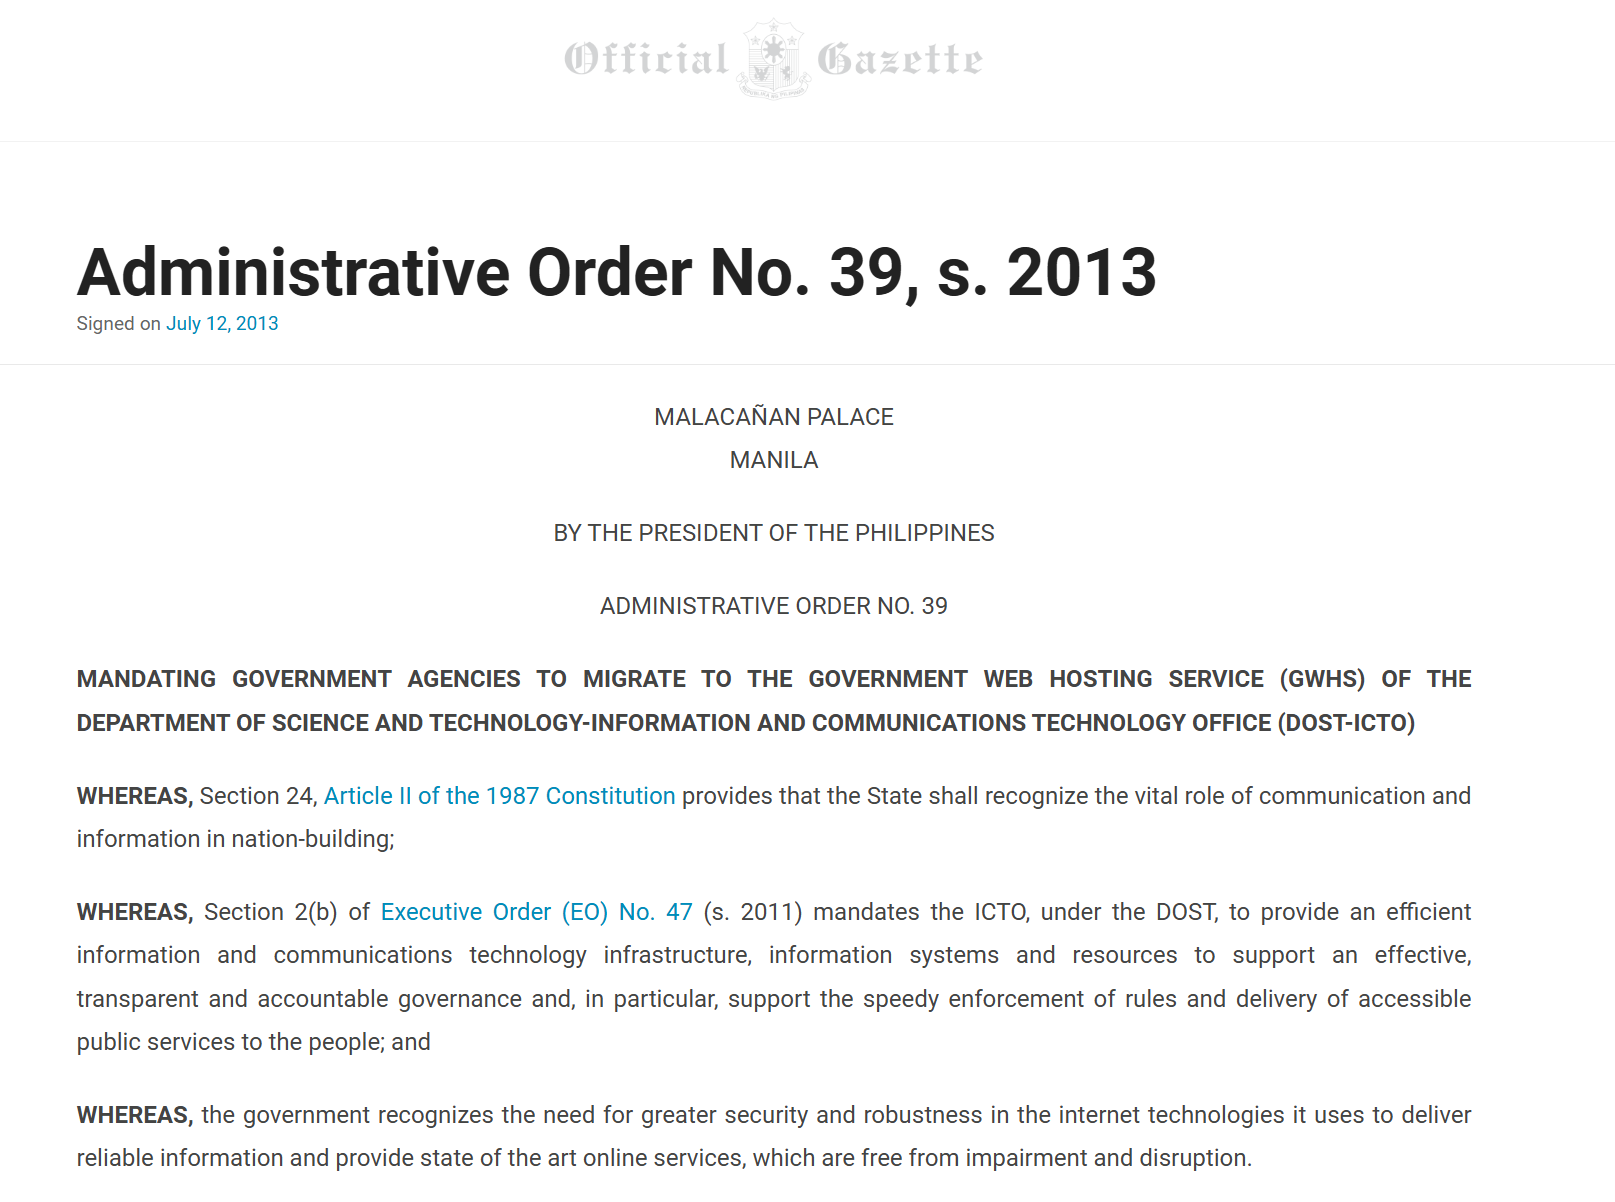 Official Gazette
Administrative Order No. 39, s. 2013
Signed on July 12, 2013
MALACAÑAN PALACE
MANILA
BY THE PRESIDENT OF THE PHILIPPINES
ADMINISTRATIVE ORDER NO. 39
MANDATING GOVERNMENT AGENCIES TO MIGRATE TO THE GOVERNMENT WEB HOSTING SERVICE (GWHS) OF THE
DEPARTMENT OF SCIENCE AND TECHNOLOGY-INFORMATION AND COMMUNICATIONS TECHNOLOGY OFFICE (DOST-ICTO)
WHEREAS, Section 24, Article II of the 1987 Constitution provides that the State shall recognize the vital role of communication and
information in nation-building;
WHEREAS, Section 2(b) of Executive Order (EO) No. 47 (s. 2011) mandates the ICTO, under the DOST, to provide an efficient
information and communications technology infrastructure, information systems and resources to support an effective,
transparent and accountable governance and, in particular, support the speedy enforcement of rules and delivery of accessible
public services to the people; and
WHEREAS, the government recognizes the need for greater security and robustness in the internet technologies it uses to deliver
reliable information and provide state of the art online services, which are free from impairment and disruption.